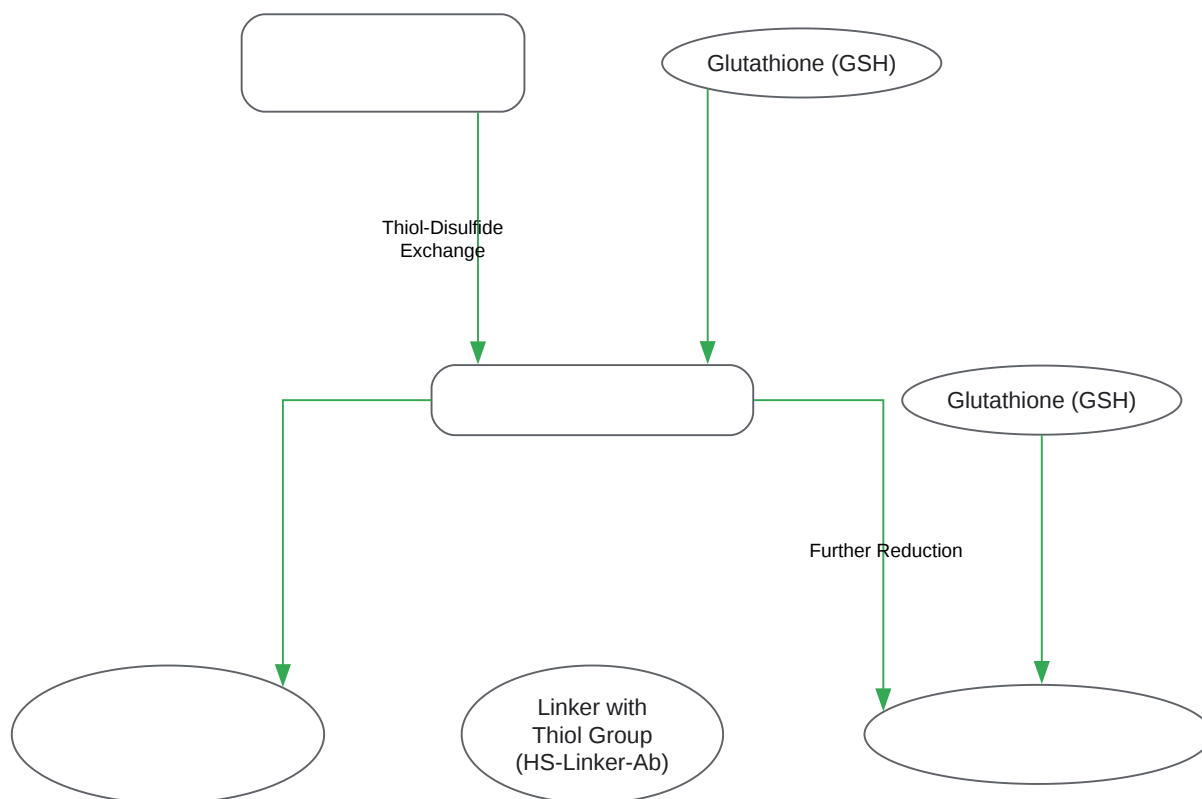 Glutathione (GSH)
Thiol-Disulfide
Exchange
Glutathione (GSH)
Further Reduction
Linker with
Thiol Group
(HS-Linker-Ab)